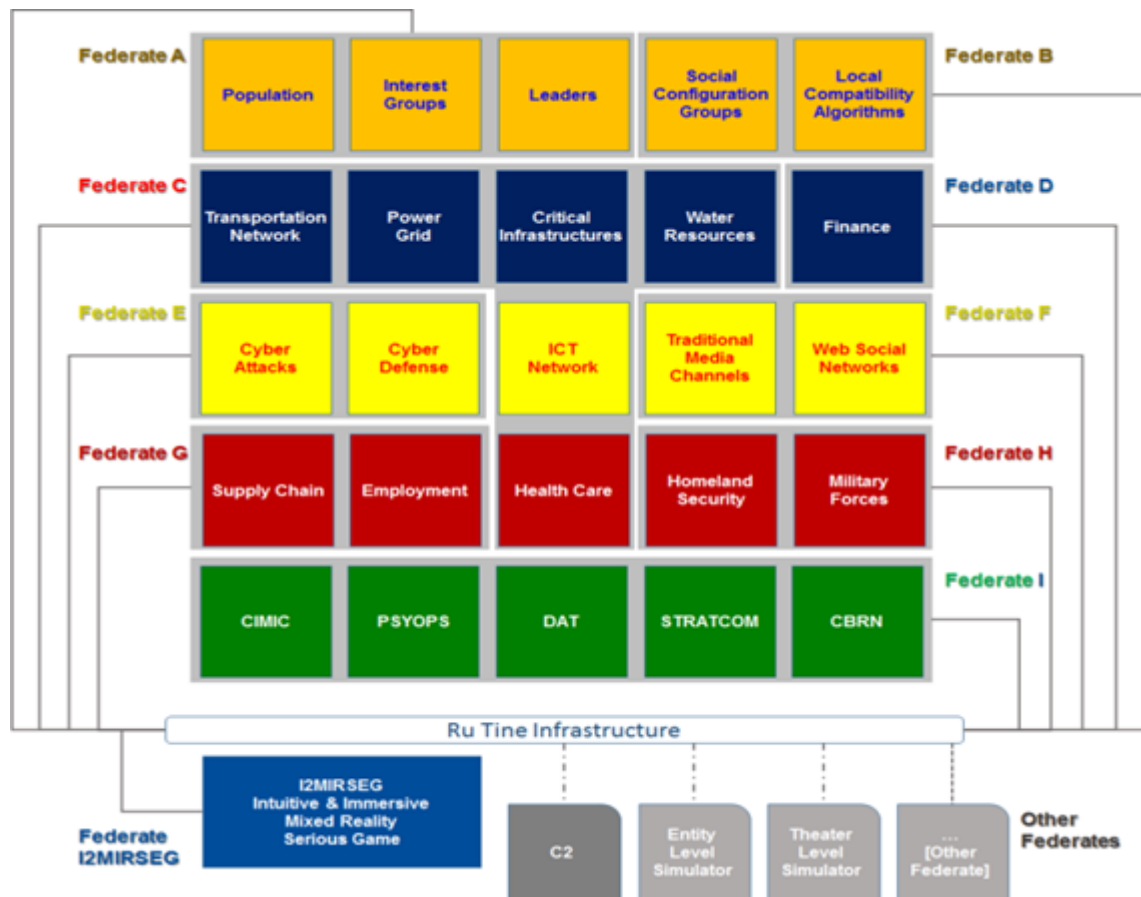 Federate A
Population
Interest
Groups
Leaders
Social
Configuration
Groups
Local
Compatibility
Algorithms
Federate B
Federate C
Transportation
Network
Power
Grid
Critical
Infrastructures
Water
Resources
Finance
Federate D
Federate E
Cyber
Attacks
Cyber
Defense
ICT
Network
Traditional
Media
Channels
Web Social
Networks
Federate F
Federate G
Supply Chain
Employment
Health Care
Homeland
Security
Military
Forces
Federate H
CIMIC
PSYOPS
DAT
STRATCOM
CBRN
Federate I
Ru Tine Infrastructure
Federate
I2MIRSEG
I2MIRSEG
Intuitive & Immersive
Mixed Reality
Serious Game
C2
Entity
Level
Simulator
Theater
Level
Simulator
...
[Other
Federate]
Other
Federates